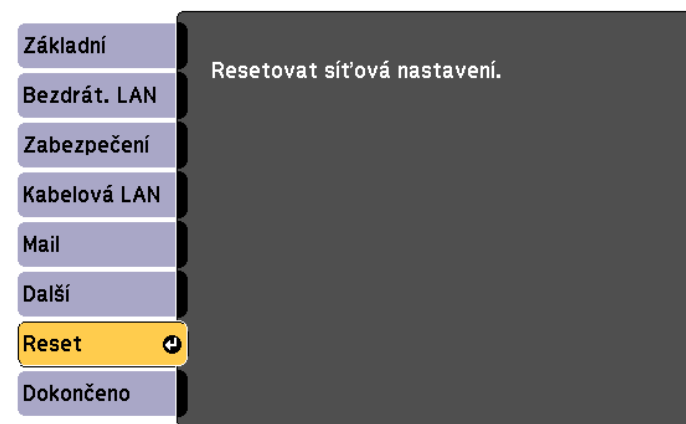 Základní
Bezdrát. LAN
Zabezpečení
Kabelová LAN
Mail
Další
Reset
Dokončeno
Resetovat síťová nastavení.